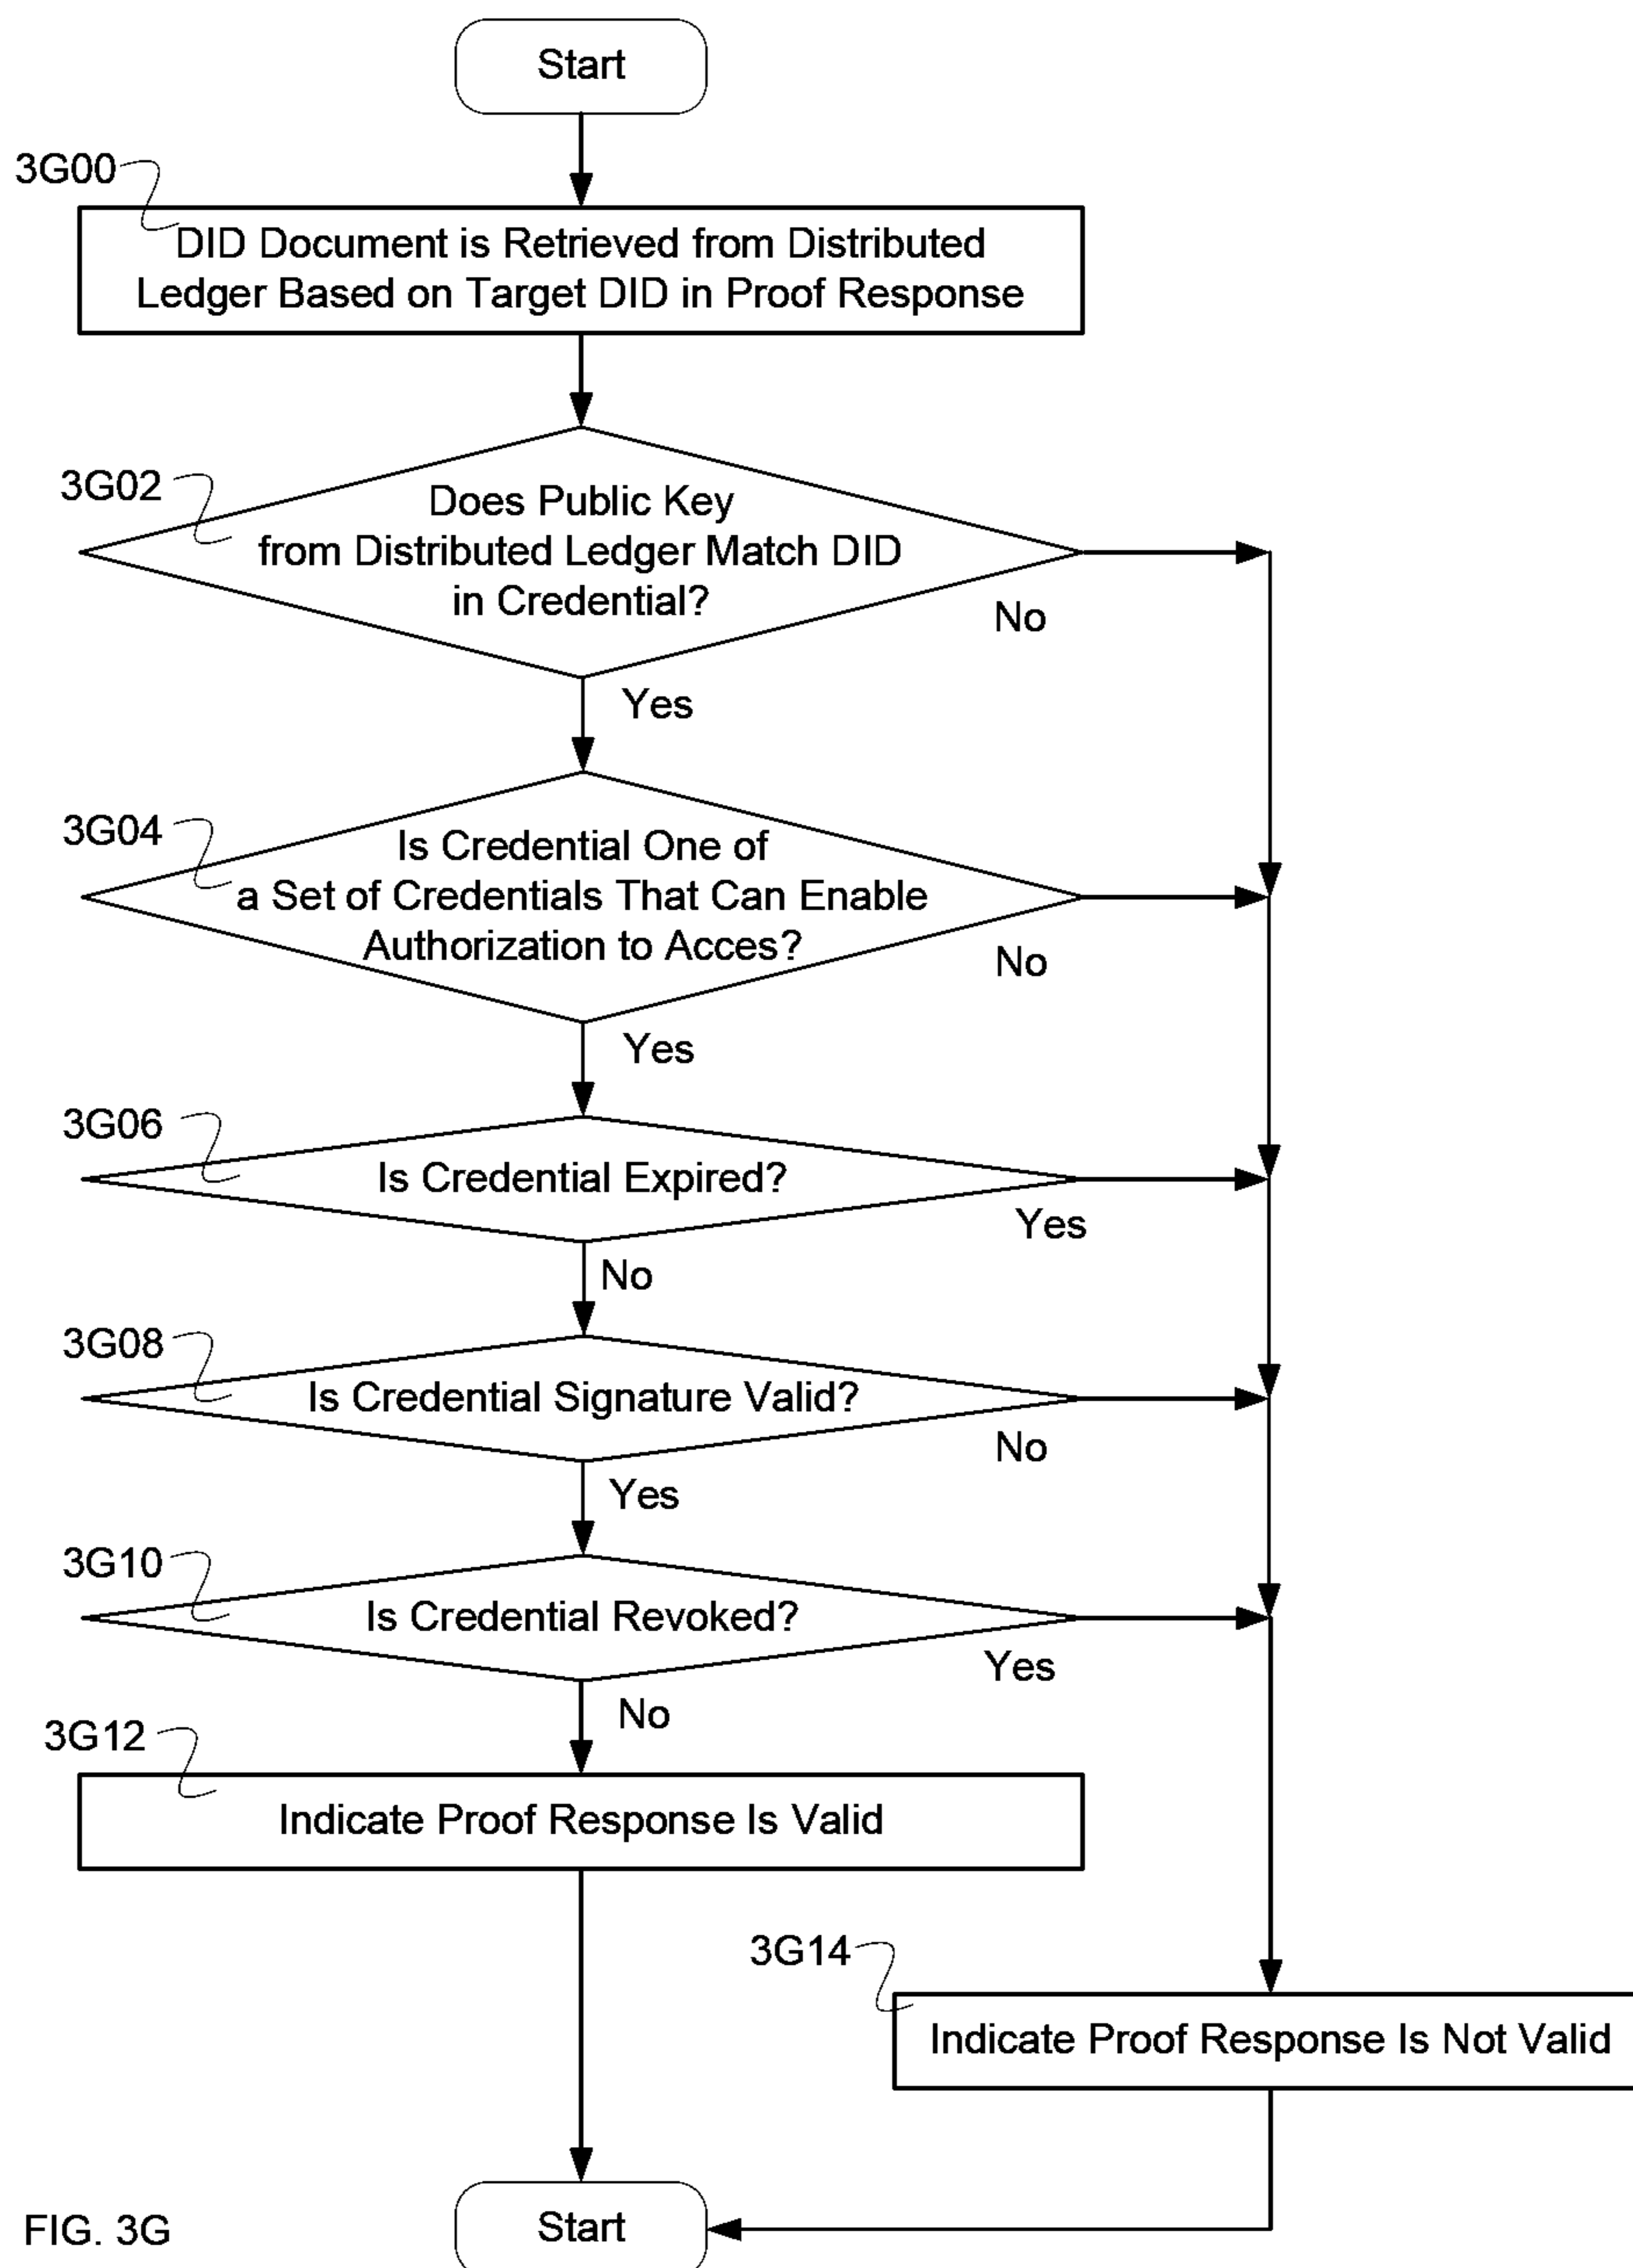 Start
3G00
DID Document is Retrieved from Distributed
Ledger Based on Target DID in Proof Response
3G02
Does Public Key
from Distributed Ledger Match DID
in Credential?
No
Yes
3G04
Is Credential One of
a Set of Credentials That Can Enable
Authorization to Acces?
No
Yes
3G06
Is Credential Expired?
Yes
No
3G08
Is Credential Signature Valid?
No
Yes
3G10
Is Credential Revoked?
Yes
No
3G12
Indicate Proof Response Is Valid
3G14
Indicate Proof Response Is Not Valid
Start
FIG. 3G